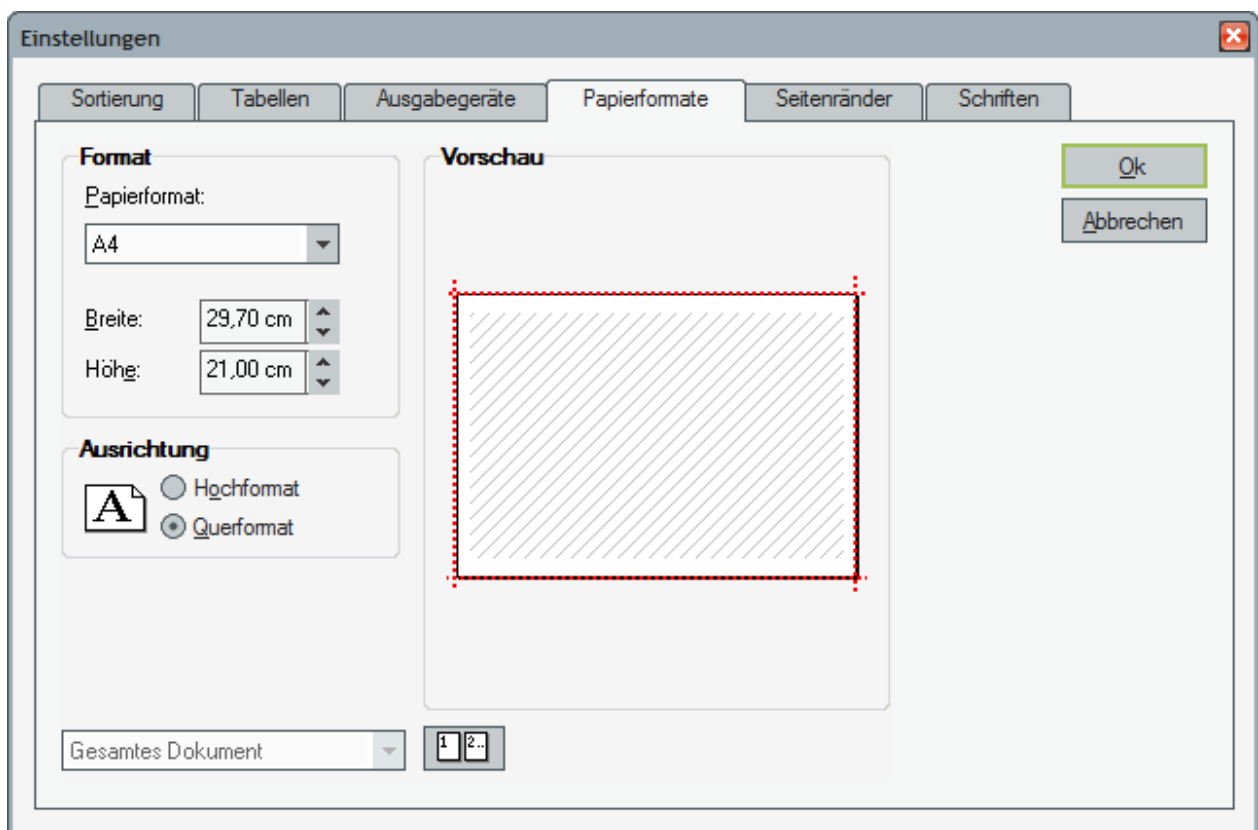 Einstellungen
Sortierung Tabellen Ausgabegeräte Papierformate Seitenränder Schriften
Format
Papierformat:
A4
Breite: 29,70 cm
Höhe: 21,00 cm
Ausrichtung
A
Hochformat
Querformat
Gesamtes Dokument
Vorschau
1 2..
Ok
Abbrechen